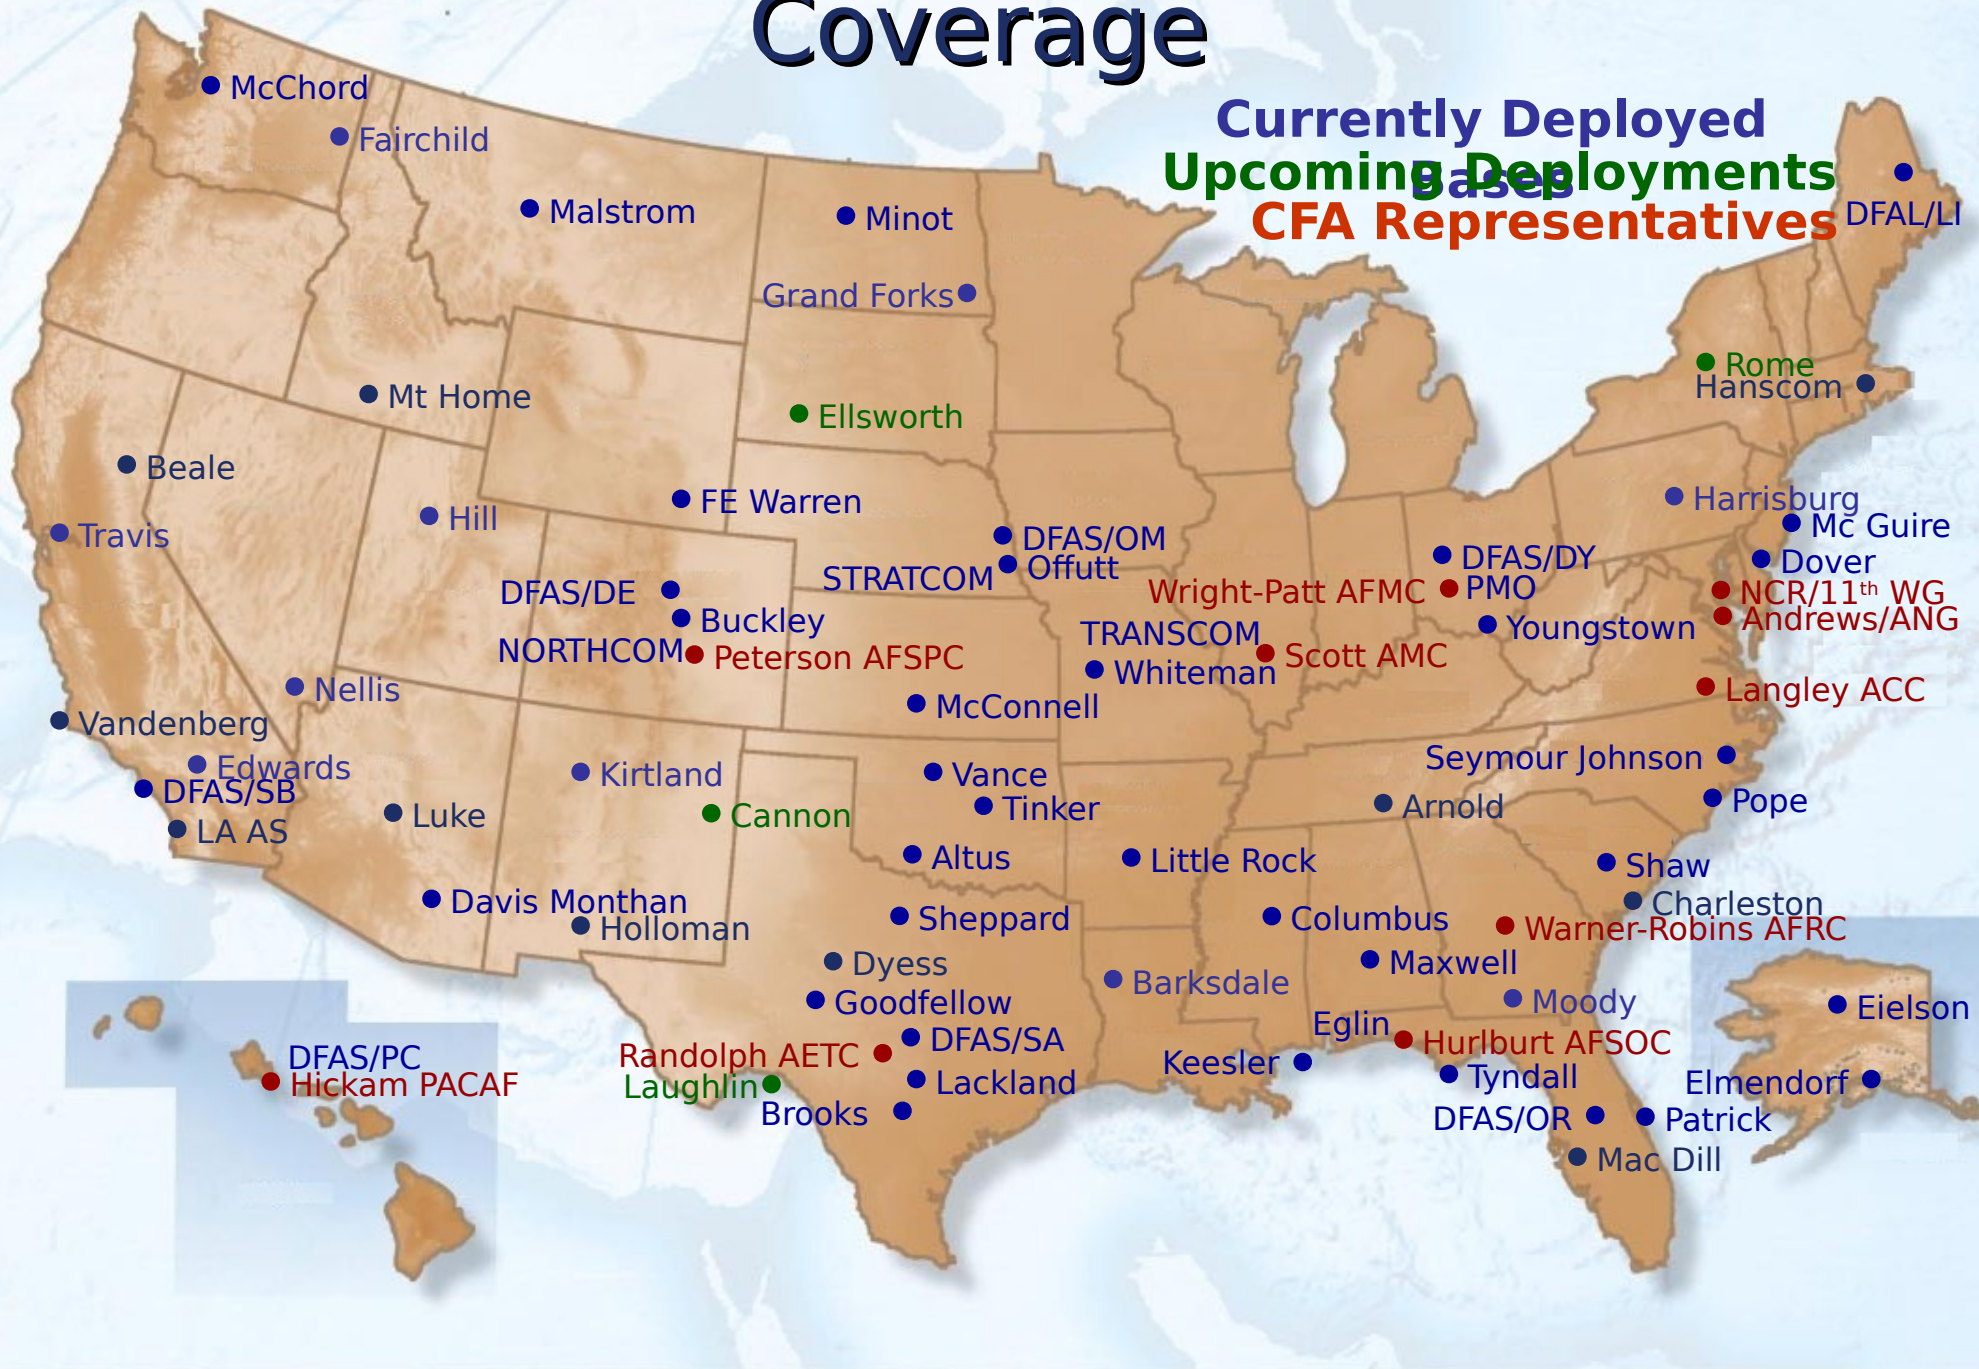 Coverage
Currently Deployed
Bases
Upcoming Deployments
CFA Representatives
McChord
Fairchild
Malstrom
Minot
DFAL/LI
Grand Forks
Rome
Hanscom
Mt Home
Ellsworth
Beale
FE Warren
Harrisburg
Hill
Mc Guire
Travis
DFAS/OM
Offutt
STRATCOM
DFAS/DY
Dover
DFAS/DE
Wright-Patt AFMC
PMO
NCR/11th WG
Andrews/ANG
Buckley
TRANSCOM
Youngstown
NORTHCOM
Peterson AFSPC
Scott AMC
Whiteman
Nellis
Langley ACC
McConnell
Vandenberg
Seymour Johnson
Edwards
DFAS/SB
Kirtland
Vance
Pope
Luke
Cannon
Tinker
Arnold
LA AS
Altus
Little Rock
Shaw
Davis Monthan
Charleston
Holloman
Sheppard
Columbus
Warner-Robins AFRC
Dyess
Maxwell
Barksdale
Goodfellow
Moody
Eielson
Eglin
DFAS/SA
Hurlburt AFSOC
DFAS/PC
Randolph AETC
Keesler
Hickam PACAF
Laughlin
Lackland
Tyndall
Elmendorf
Brooks
DFAS/OR
Patrick
Mac Dill